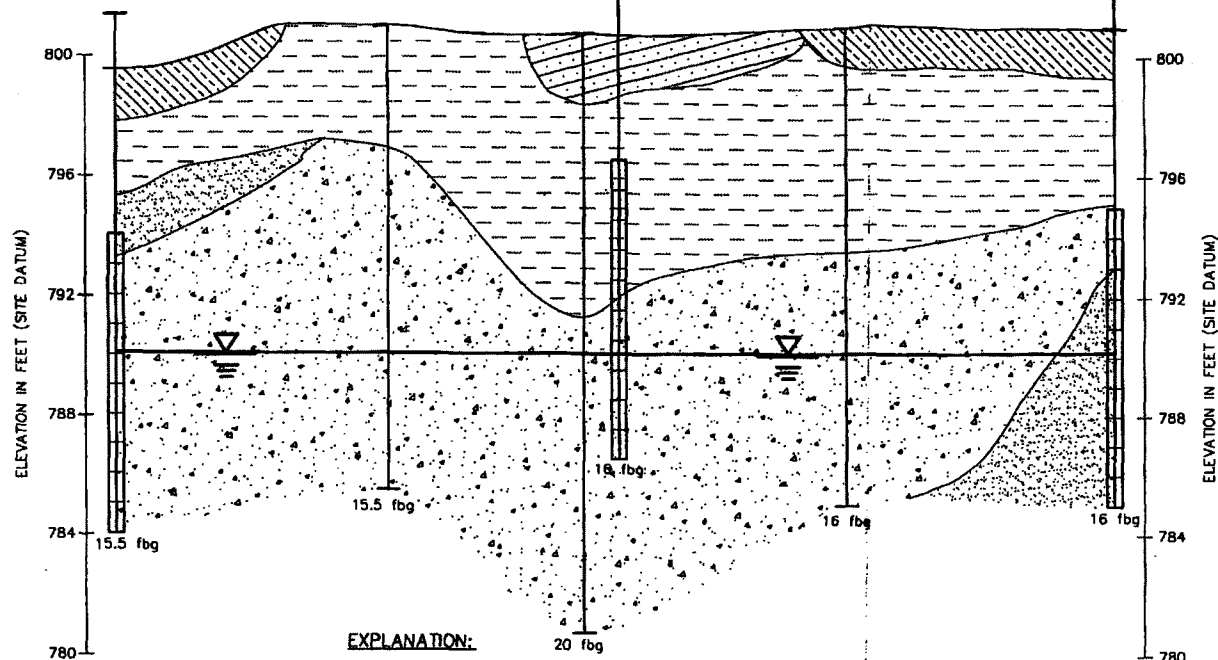 800
796
792
788
784
780
ELEVATION IN FEET (SITE DATUM)
15.5 fbg
15.5 fbg
20 fbg
fbg
16 fbg
16 fbg
EXPLANATION:
800
796
792
788
784
780
ELEVATION IN FEET (SITE DATUM)